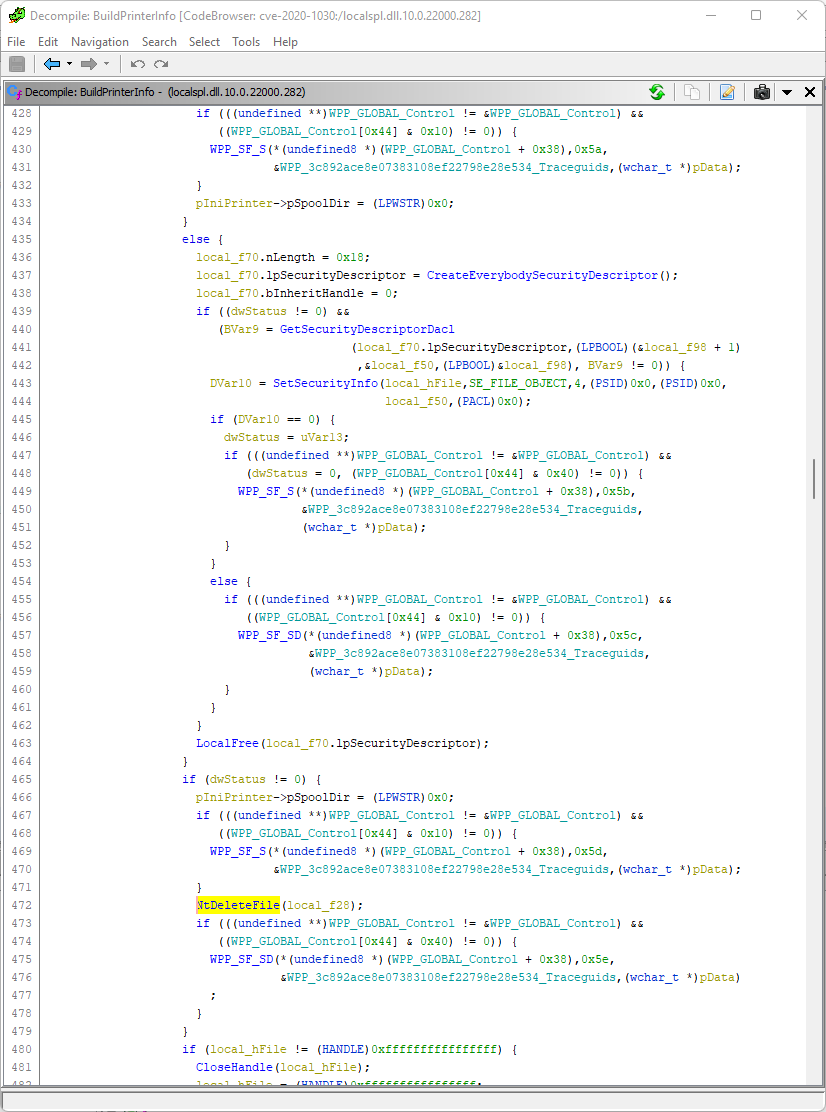 Decompile: BuildPrinterInfo [CodeBrowser: cve-2020-1030:/localspl.dll.10.0.22000.282]
File Edit Navigation Search Select Tools Help
Decompile: BuildPrinterInfo - (localspl.dll.10.0.22000.282)
428 if (((undefined **)WPP_GLOBAL_Control != &WPP_GLOBAL_Control) &&
429 ((WPP_GLOBAL_Control[0x44] & 0x10) != 0)) {
430 WPP_SF_S(*(undefined8 *)(WPP_GLOBAL_Control + 0x38),0x5a,
431 &WPP_3c892ace8e07383108ef22798e28e534_Traceguids,(wchar_t *)pData);
432 }
433 pIniPrinter->pSpoolDir = (LPWSTR)0x0;
434 }
435 else {
436 local_f70.nLength = 0x18;
437 local_f70.lpSecurityDescriptor = CreateEverybodySecurityDescriptor();
438 local_f70.bInheritHandle = 0;
439 if ((dwStatus != 0) &&
440 (BVar9 = GetSecurityDescriptorDacl
441 (local_f70.lpSecurityDescriptor,(LPBOOL)(&local_f98 + 1)
442 ,&local_f50,(LPBOOL)&local_f98), BVar9 != 0)) {
443 DVar10 = SetSecurityInfo(local_hFile,SE_FILE_OBJECT,4,(PSID)0x0,(PSID)0x0,
444 local_f50,(PACL)0x0);
445 if (DVar10 == 0) {
446 dwStatus = uVar13;
447 if (((undefined **)WPP_GLOBAL_Control != &WPP_GLOBAL_Control) &&
448 (dwStatus = 0, (WPP_GLOBAL_Control[0x44] & 0x40) != 0)) {
449 WPP_SF_S(*(undefined8 *)(WPP_GLOBAL_Control + 0x38),0x5b,
450 &WPP_3c892ace8e07383108ef22798e28e534_Traceguids,
451 (wchar_t *)pData);
452 }
453 }
454 else {
455 if (((undefined **)WPP_GLOBAL_Control != &WPP_GLOBAL_Control) &&
456 ((WPP_GLOBAL_Control[0x44] & 0x10) != 0)) {
457 WPP_SF_SD(*(undefined8 *)(WPP_GLOBAL_Control + 0x38),0x5c,
458 &WPP_3c892ace8e07383108ef22798e28e534_Traceguids,
459 (wchar_t *)pData);
460 }
461 }
462 }
463 LocalFree(local_f70.lpSecurityDescriptor);
464 }
465 if (dwStatus != 0) {
466 pIniPrinter->pSpoolDir = (LPWSTR)0x0;
467 if (((undefined **)WPP_GLOBAL_Control != &WPP_GLOBAL_Control) &&
468 ((WPP_GLOBAL_Control[0x44] & 0x10) != 0)) {
469 WPP_SF_S(*(undefined8 *)(WPP_GLOBAL_Control + 0x38),0x5d,
470 &WPP_3c892ace8e07383108ef22798e28e534_Traceguids,(wchar_t *)pData);
471 }
472 NtDeleteFile(local_f28);
473 if (((undefined **)WPP_GLOBAL_Control != &WPP_GLOBAL_Control) &&
474 ((WPP_GLOBAL_Control[0x44] & 0x40) != 0)) {
475 WPP_SF_SD(*(undefined8 *)(WPP_GLOBAL_Control + 0x38),0x5e,
476 &WPP_3c892ace8e07383108ef22798e28e534_Traceguids,(wchar_t *)pData)
477 ;
478 }
479 }
480 if (local_hFile != (HANDLE)0xffffffffffffffff) {
481 CloseHandle(local_hFile);
482 local_hFile = (HANDLE)0xffffffffffffffff;